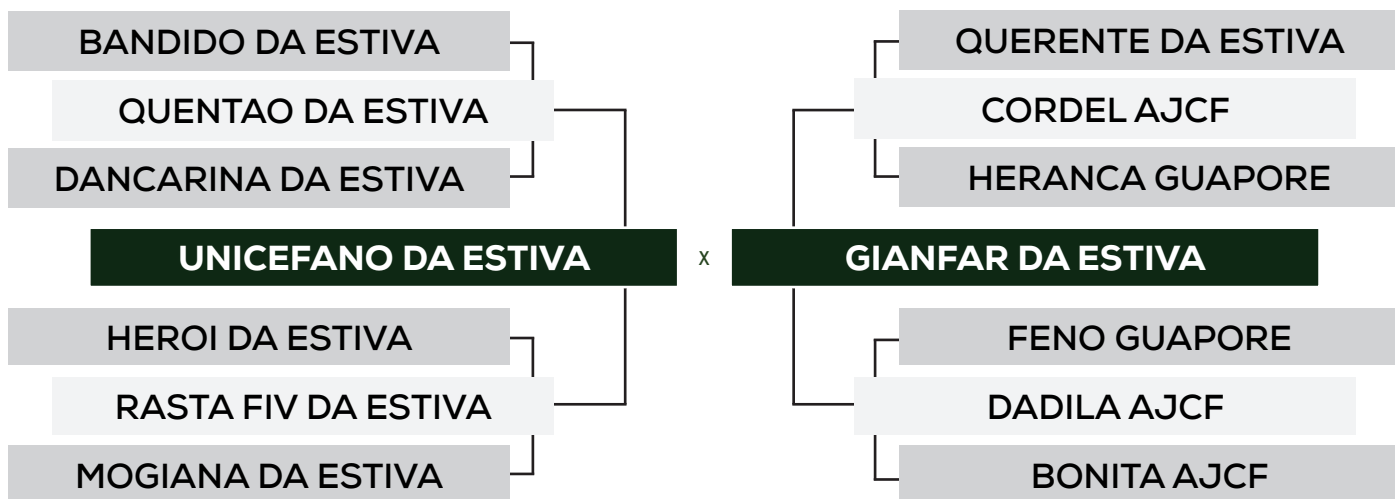 BANDIDO DA ESTIVA
QUENTAO DA ESTIVA
DANCARINA DA ESTIVA
UNICEFANO DA ESTIVA
HEROI DA ESTIVA
RASTA FIV DA ESTIVA
MOGIANA DA ESTIVA
X
QUERENTE DA ESTIVA
CORDEL AJCF
HERANCA GUAPORE
GIANFAR DA ESTIVA
FENO GUAPORE
DADILA AJCF
BONITA AJCF